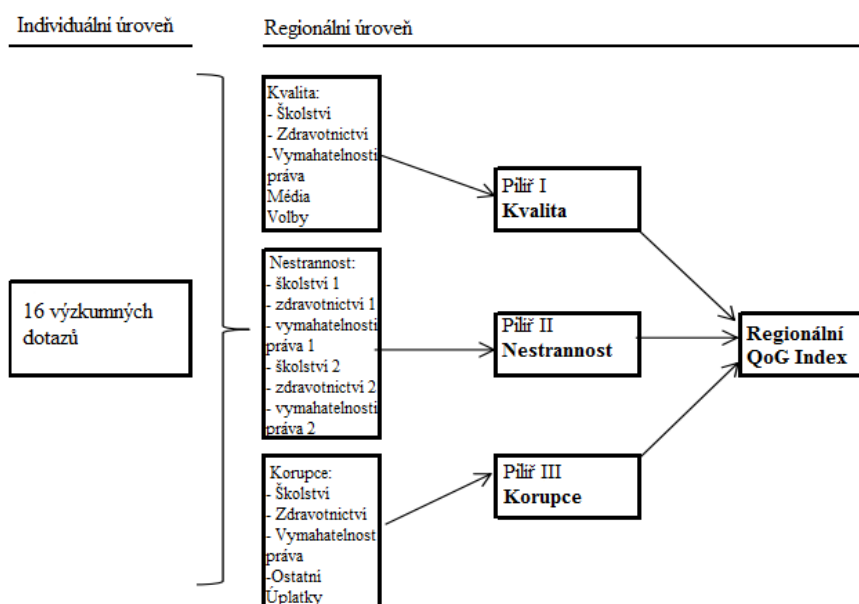 Individuální úroveň
Regionální úroveň
16 výzkumných
dotazů
Kvalita:
- Školství
- Zdravotnictví
-Vymahatelnosti
práva
Média
Volby
Nestrannost:
- školství 1
- zdravotnictví 1
- vymahatelnosti
práva 1
- školství 2
- zdravotnictví 2
- vymahatelnosti
práva 2
Korupce:
- Školství
- Zdravotnictví
- Vymahatelnost
práva
-Ostatní
Úplatky
Pilíř I
Kvalita
Pilíř II
Nestrannost
Pilíř III
Korupce
Regionální
QoG Index